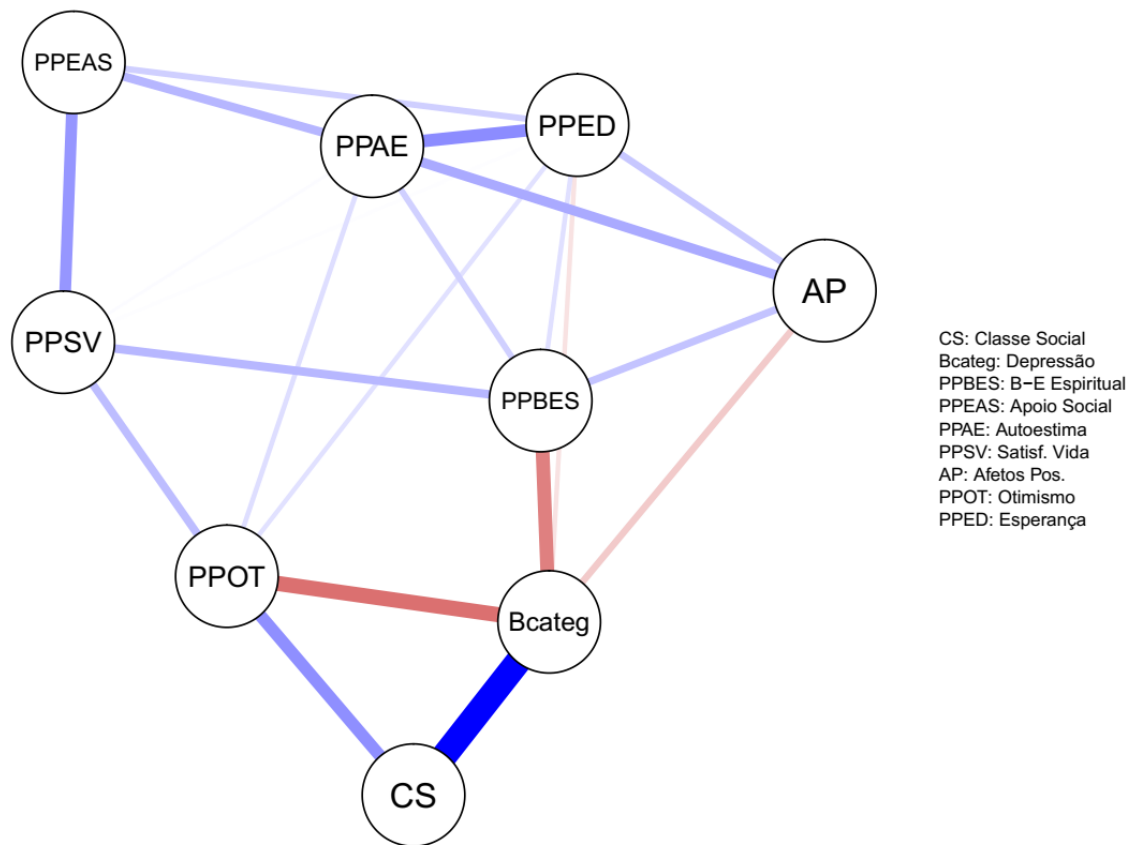 PPEAS
PPED
PPAE
AP
PPSV
PPBES
PPOT
Bcateg
CS
CS: Classe Social
Bcateg: Depressão
PPBES: B−E Espiritual
PPEAS: Apoio Social
PPAE: Autoestima
PPSV: Satisf. Vida
AP: Afetos Pos.
PPOT: Otimismo
PPED: Esperança